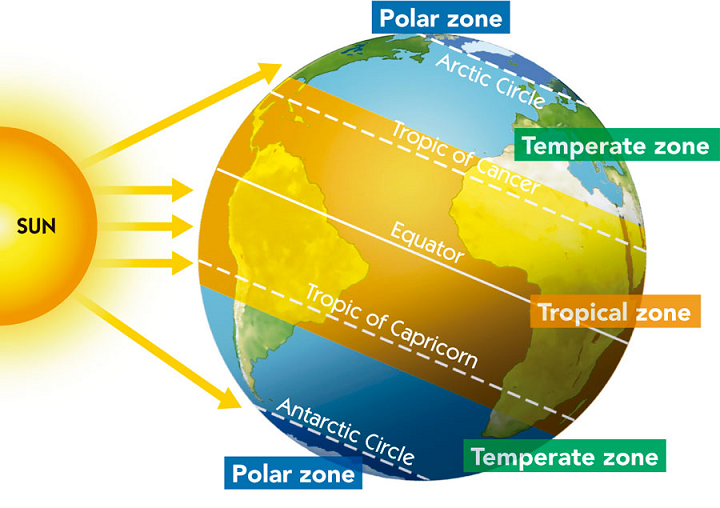 Polar zone
Arctic Circle
Temperate zone
Tropic of Cancer
SUN
Equator
Tropical zone
Tropic of Capricorn
Antarctic Circle
Temperate zone
Polar zone